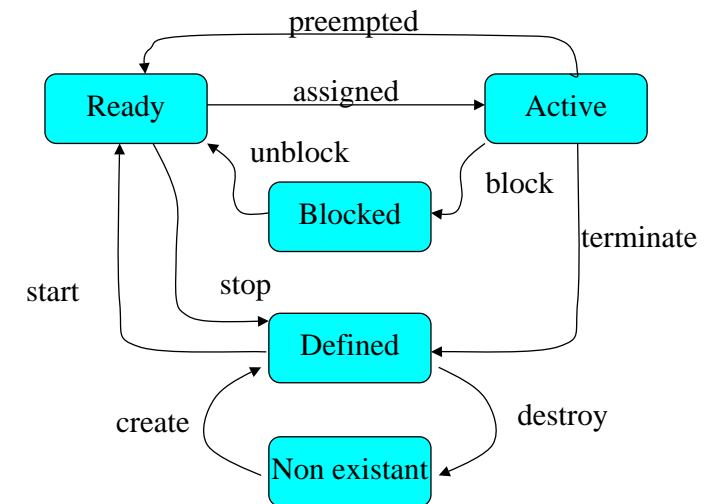 preempted
Ready
assigned
Active
unblock
block
Blocked
terminate
start
stop
Defined
create
destroy
Non existant